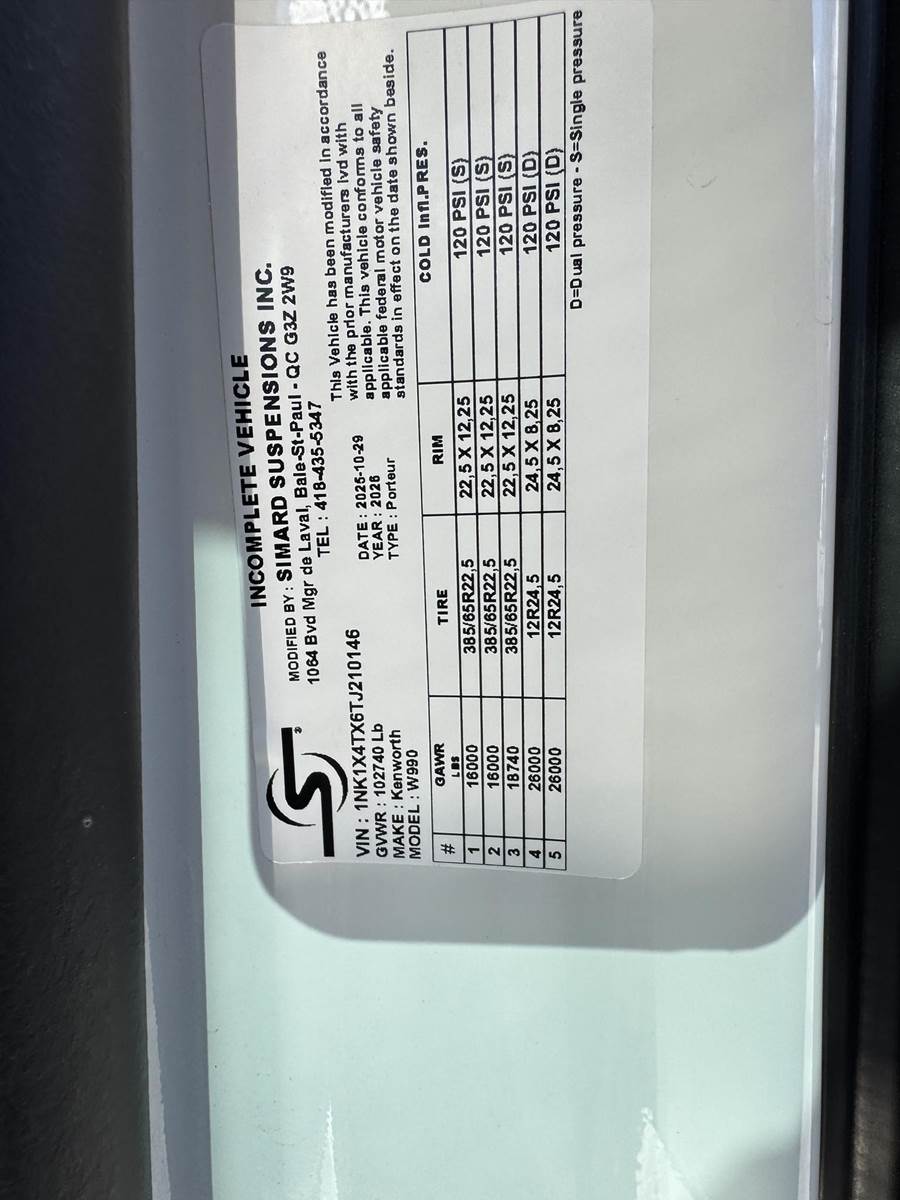 INCOMPLETE VEHICLE
MODIFIED BY : SIMARD SUSPENSIONS INC.
1064 Bvd Mgr de Laval, Baie-St-Paul - QC G3Z 2W9
TEL : 418-435-5347
VIN : 1NK1X4TX6TJ210146
GVWR : 102740 Lb
MAKE : Kenworth
MODEL : W990
DATE : 2025-10-29
YEAR : 2026
TYPE : Porteur
This Vehicle has been modified in accordance
with the prior manufacturers ivd with
applicable. This vehicle conforms to all
applicable federal motor vehicle safety
standards in effect on the date shown beside.
# GAWR LBS TIRE RIM COLD Infl.PRES.
1 16000 385/65R22,5 22,5 X 12,25 120 PSI (S)
2 16000 385/65R22,5 22,5 X 12,25 120 PSI (S)
3 18740 385/65R22,5 22,5 X 12,25 120 PSI (S)
4 26000 12R24,5 24,5 X 8,25 120 PSI (D)
5 26000 12R24,5 24,5 X 8,25 120 PSI (D)
D=Dual pressure - S=Single pressure